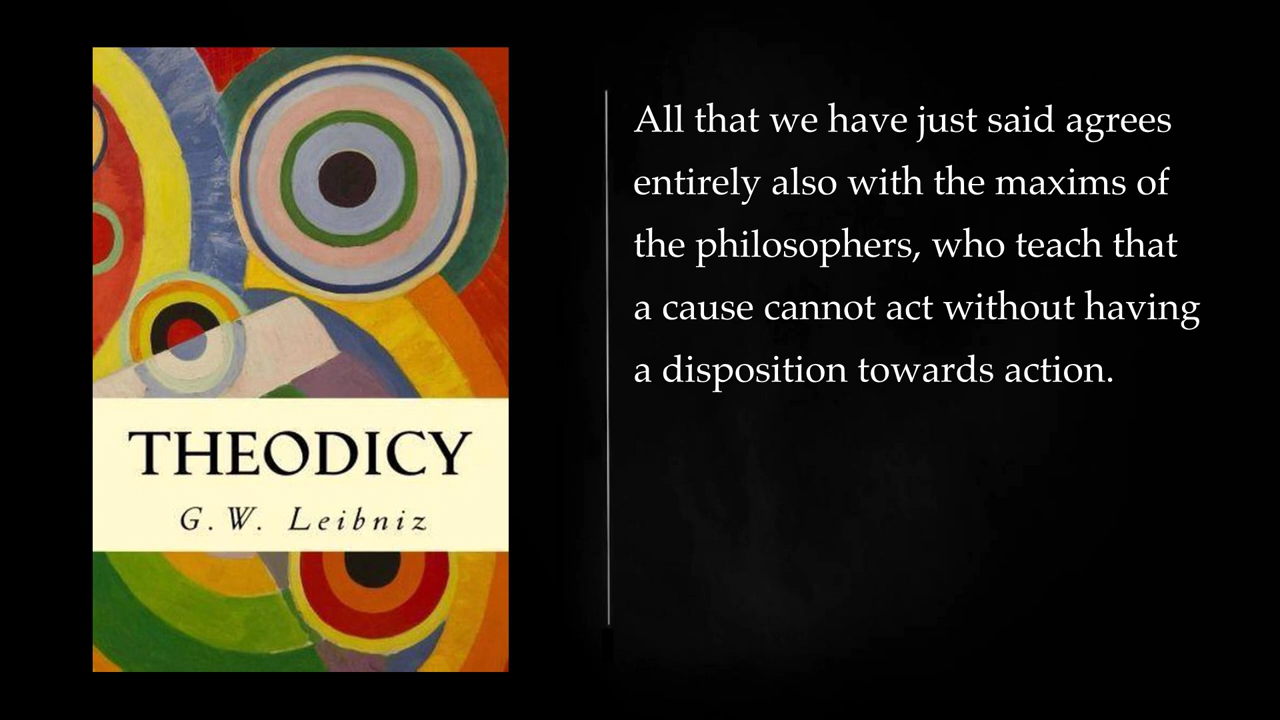 THEODICY
G. W. Leibniz
All that we have just said agrees
entirely also with the maxims of
the philosophers, who teach that
a cause cannot act without having
a disposition towards action.